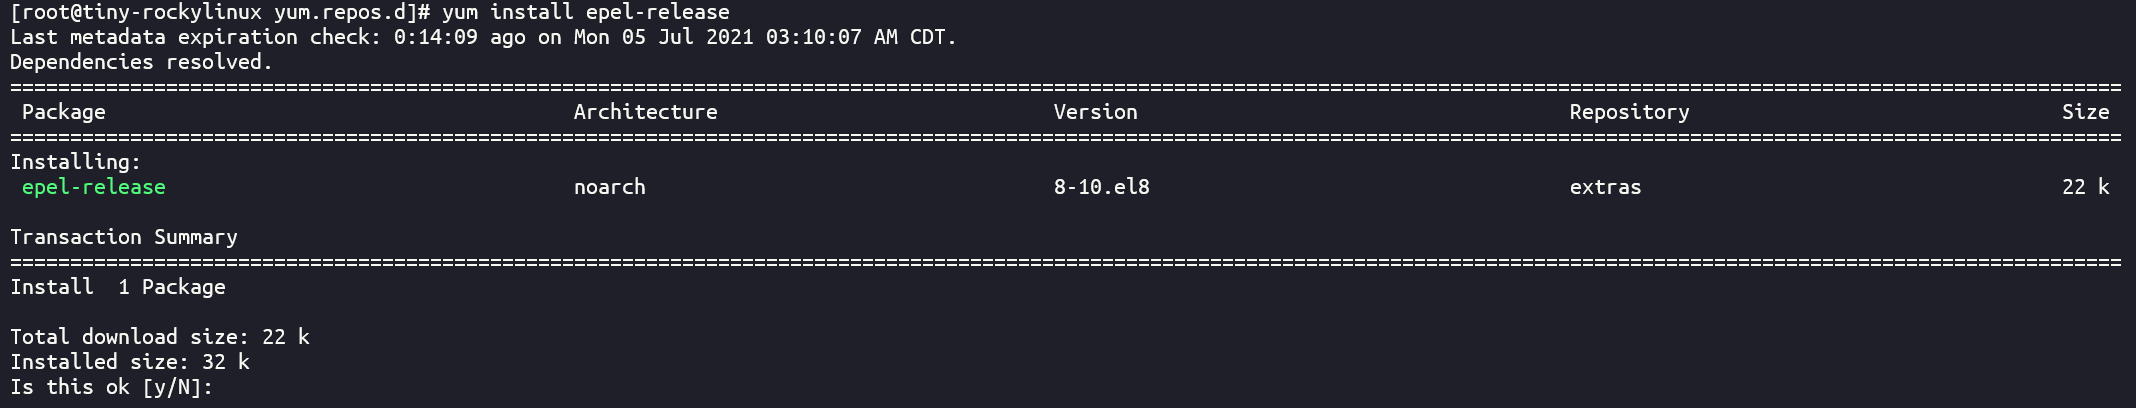 [root@tiny-rockylinux yum.repos.d]# yum install epel-release
Last metadata expiration check: 0:14:09 ago on Mon 05 Jul 2021 03:10:07 AM CDT.
Dependencies resolved.
================================================================================================================================================================================
 Package                                       Architecture                            Version                                    Repository                               Size
================================================================================================================================================================================
Installing:
 epel-release                                  noarch                                  8-10.el8                                   extras                                   22 k

Transaction Summary
================================================================================================================================================================================
Install  1 Package

Total download size: 22 k
Installed size: 32 k
Is this ok [y/N]: